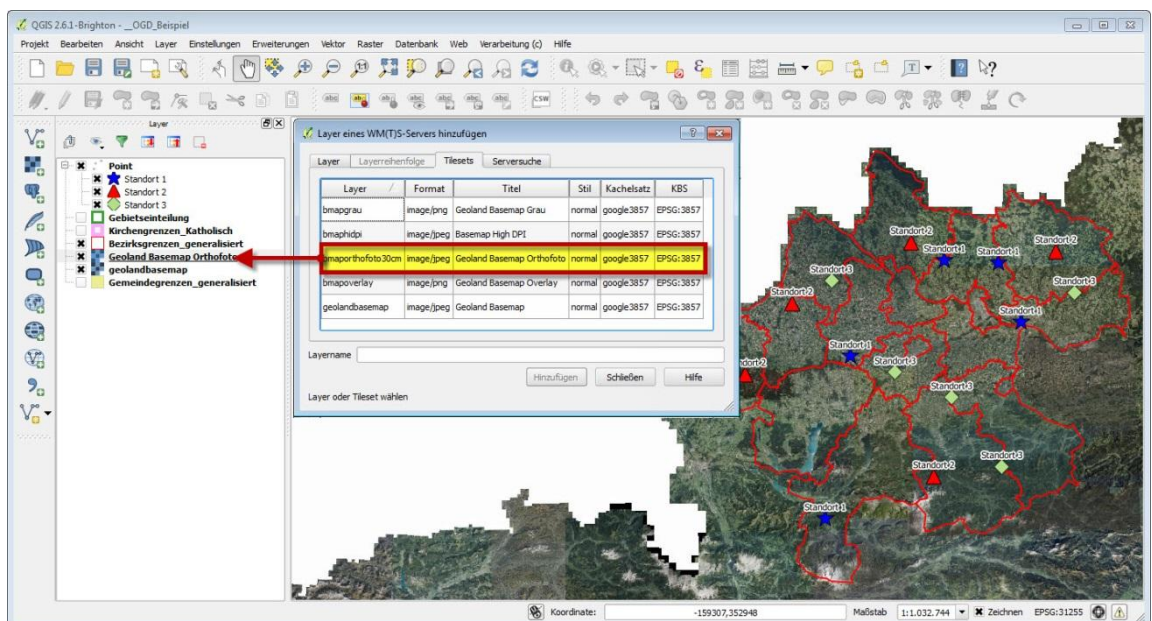 QGIS 2.6.1-Brighton - __OGD_Beispiel
Projekt Bearbeiten Ansicht Layer Einstellungen Erweiterungen Vektor Raster Datenbank Web Verarbeitung (c) Hilfe
Layer
Point
Standort 1
Standort 2
Standort 3
Gebietseinteilung
Kirchengrenzen_Katholisch
Bezirksgrenzen_generalisiert
Geoland Basemap Orthofoto
geolandbasemap
Gemeindegrenzen_generalisiert
Layer eines WM(T)S-Servers hinzufügen
Layer Layerreihenfolge Tilesets Serversuche
Layer Format Titel Stil Kachelsatz KBS
bmapgrau image/png Geoland Basemap Grau normal google3857 EPSG:3857
bmaphidpi image/jpeg Basemap High DPI normal google3857 EPSG:3857
bmaporthofoto30cm image/jpeg Geoland Basemap Orthofoto normal google3857 EPSG:3857
bmapoverlay image/png Geoland Basemap Overlay normal google3857 EPSG:3857
geolandbasemap image/jpeg Geoland Basemap normal google3857 EPSG:3857
Layername
Hinzufügen Schließen Hilfe
Layer oder Tileset wählen
Standort 2
Standort 1
Standort 1
Standort 2
Standort 3
Standort 3
Standort 2
Standort 1
Standort 1
Standort 3
Standort 3
Standort 3
Standort 2
Standort 1
Koordinate: -159307,352948 Maßstab 1:1.032.744 Zeichnen EPSG:31255